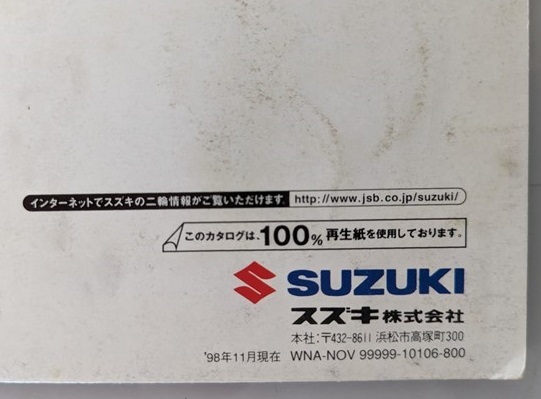 インターネットでスズキの二輪情報がご覧いただけます。 http://www.jsb.co.jp/suzuki/
このカタログは、100%再生紙を使用しております。
SUZUKI
スズキ株式会社
本社:〒432-8611 浜松市高塚町300
'98年11月現在 WNA-NOV 99999-10106-800